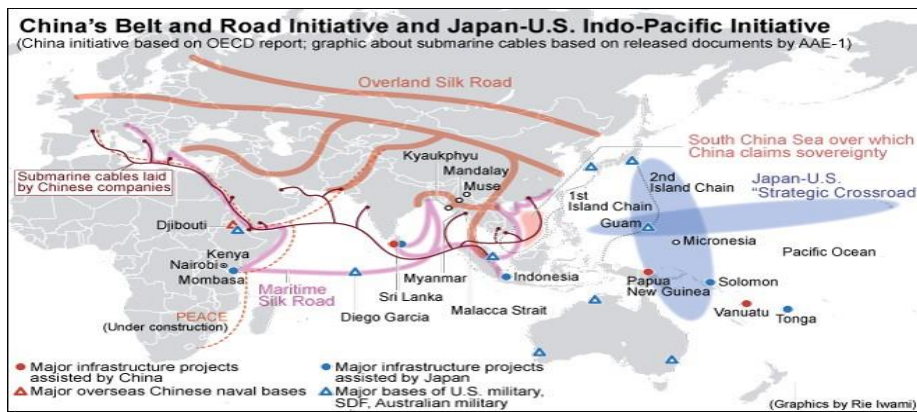 China's Belt and Road Initiative and Japan-U.S. Indo-Pacific Initiative
(China initiative based on OECD report; graphic about submarine cables based on released documents by AAE-1)
Overland Silk Road
South China Sea over which
China claims sovereignty
Kyaukphyu
Mandalay
Muse
Submarine cables laid
by Chinese companies
1st
Island Chain
2nd
Island Chain
Japan-U.S.
"Strategic Crossroad
Djibouti
Guam
Micronesia
Pacific Ocean
Kenya
Nairobi
Mombasa
Maritime
Silk Road
Myanmar
Sri Lanka
Diego Garcia
Malacca Strait
Indonesia
Papua
New Guinea
Solomon
Vanuatu
Tonga
PEACE
(Under construction)
Major infrastructure projects
assisted by China
Major overseas Chinese naval bases
Major infrastructure projects
assisted by Japan
Major bases of U.S. military,
SDF, Australian military
(Graphics by Rie Iwami)